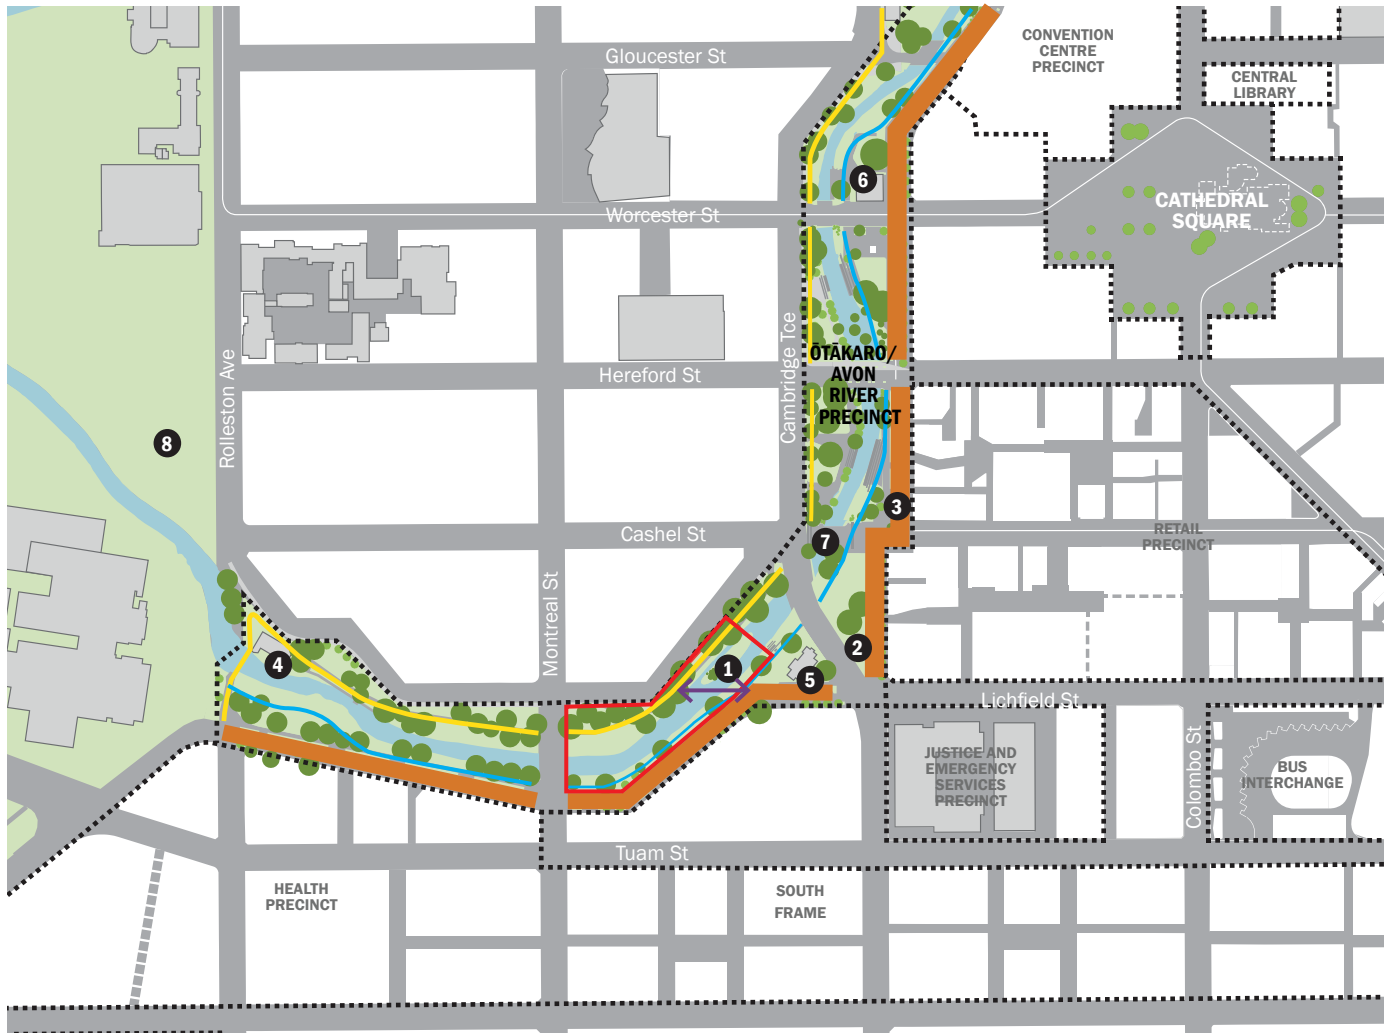 Gloucester St
CONVENTION
CENTRE
PRECINCT
CENTRAL
LIBRARY
6
CATHEDRAL
SQUARE
Worcester St
Rolleston Ave
Cambridge Tce
ŌTĀKARO/
AVON
RIVER
PRECINCT
Hereford St
8
3
Cashel St
7
RETAIL
PRECINCT
Montreal St
4
1
2
5
Lichfield St
JUSTICE AND
EMERGENCY
SERVICES
PRECINCT
Colombo St
BUS
INTERCHANGE
Tuam St
HEALTH
PRECINCT
SOUTH
FRAME